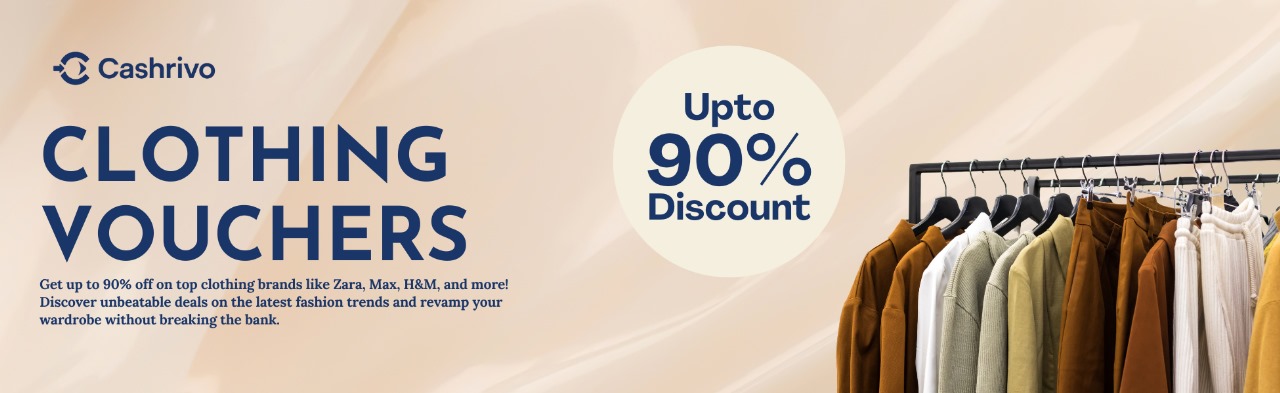 Cashrivo
CLOTHING
VOUCHERS
Get up to 90% off on top clothing brands like Zara, Max, H&M, and more!
Discover unbeatable deals on the latest fashion trends and revamp your
wardrobe without breaking the bank.
Upto
90%
Discount